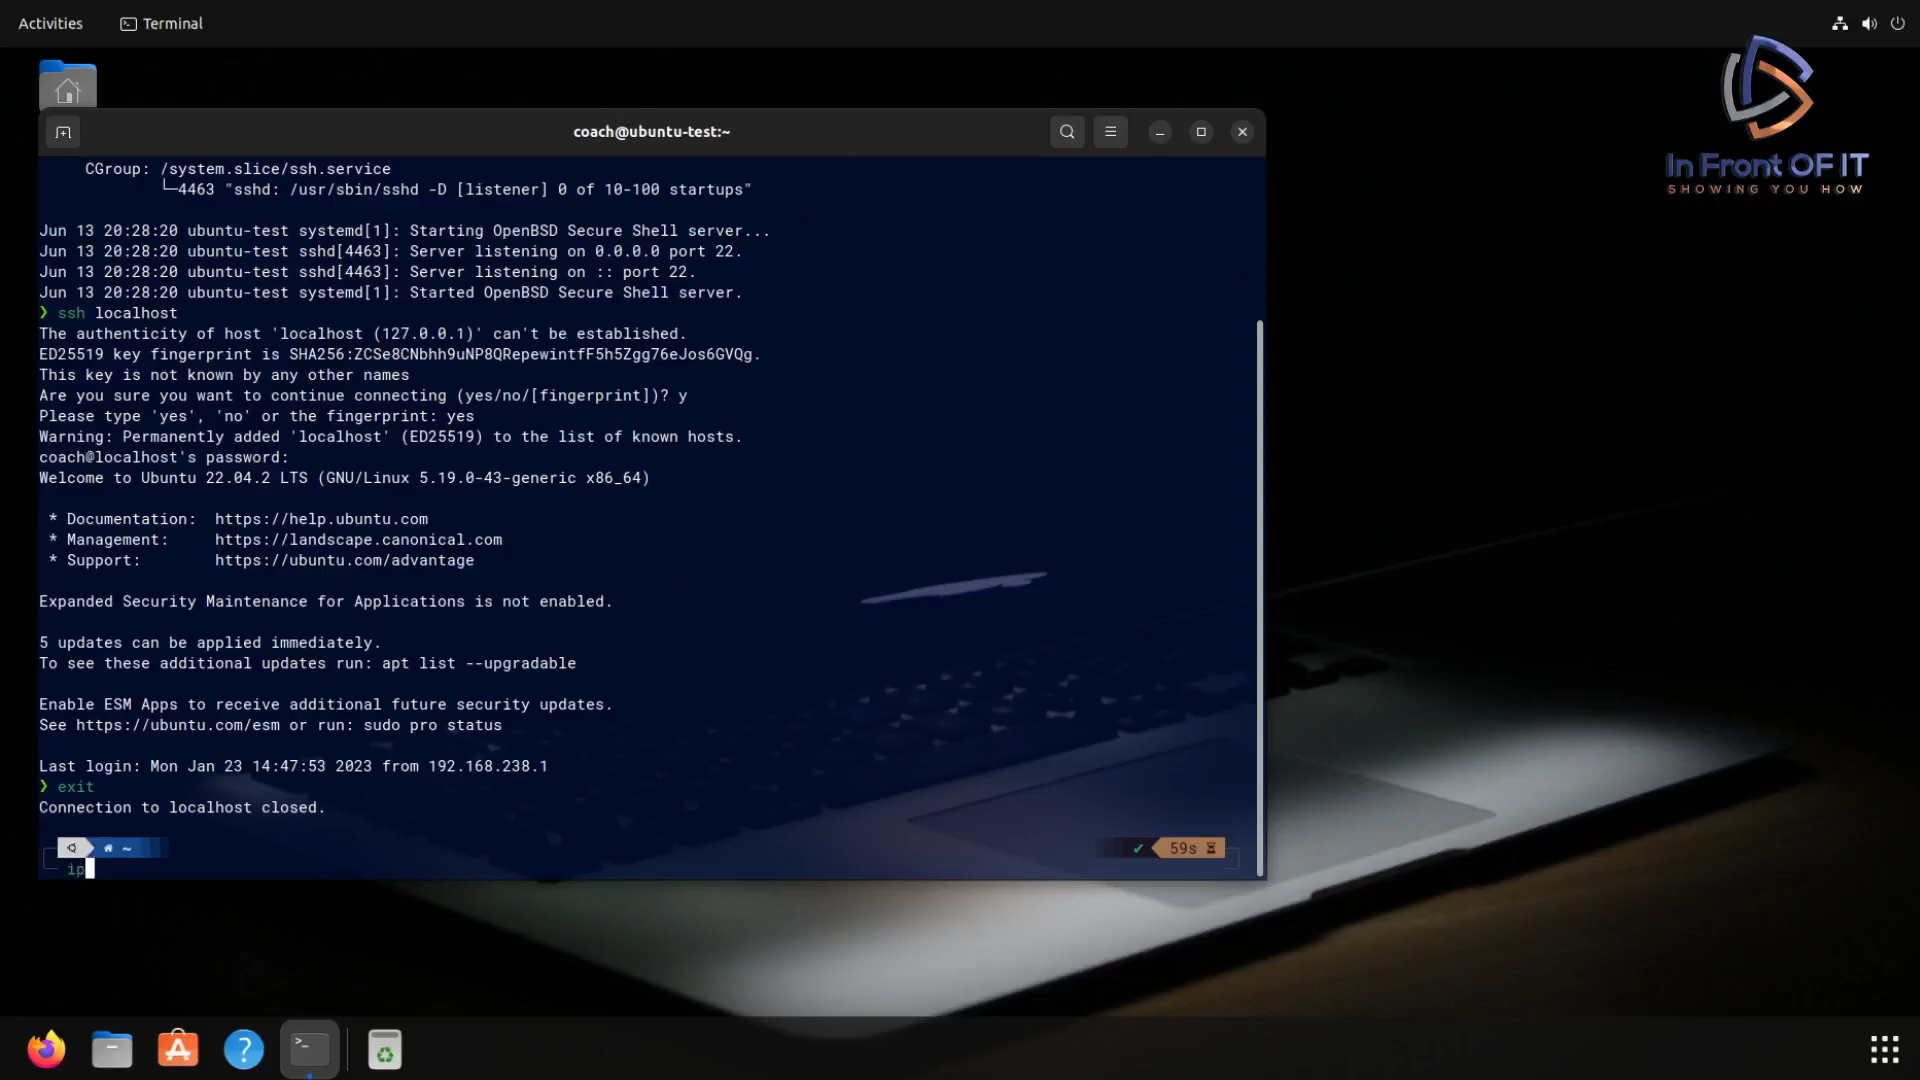 Activities
Terminal
In Front OF IT
SHOWING YOU HOW
coach@ubuntu-test:~
CGroup: /system.slice/ssh.service
└─4463 "sshd: /usr/sbin/sshd -D [listener] 0 of 10-100 startups"
Jun 13 20:28:20 ubuntu-test systemd[1]: Starting OpenBSD Secure Shell server...
Jun 13 20:28:20 ubuntu-test sshd[4463]: Server listening on 0.0.0.0 port 22.
Jun 13 20:28:20 ubuntu-test sshd[4463]: Server listening on :: port 22.
Jun 13 20:28:20 ubuntu-test systemd[1]: Started OpenBSD Secure Shell server.
❯ ssh localhost
The authenticity of host 'localhost (127.0.0.1)' can't be established.
ED25519 key fingerprint is SHA256:ZCSe8CNbhh9uNP8QRepewintfF5h5Zgg76eJos6GVQg.
This key is not known by any other names
Are you sure you want to continue connecting (yes/no/[fingerprint])? y
Please type 'yes', 'no' or the fingerprint: yes
Warning: Permanently added 'localhost' (ED25519) to the list of known hosts.
coach@localhost's password:
Welcome to Ubuntu 22.04.2 LTS (GNU/Linux 5.19.0-43-generic x86_64)
* Documentation: https://help.ubuntu.com
* Management: https://landscape.canonical.com
* Support: https://ubuntu.com/advantage
Expanded Security Maintenance for Applications is not enabled.
5 updates can be applied immediately.
To see these additional updates run: apt list --upgradable
Enable ESM Apps to receive additional future security updates.
See https://ubuntu.com/esm or run: sudo pro status
Last login: Mon Jan 23 14:47:53 2023 from 192.168.238.1
❯ exit
Connection to localhost closed.
~ ✔ 59s
ip